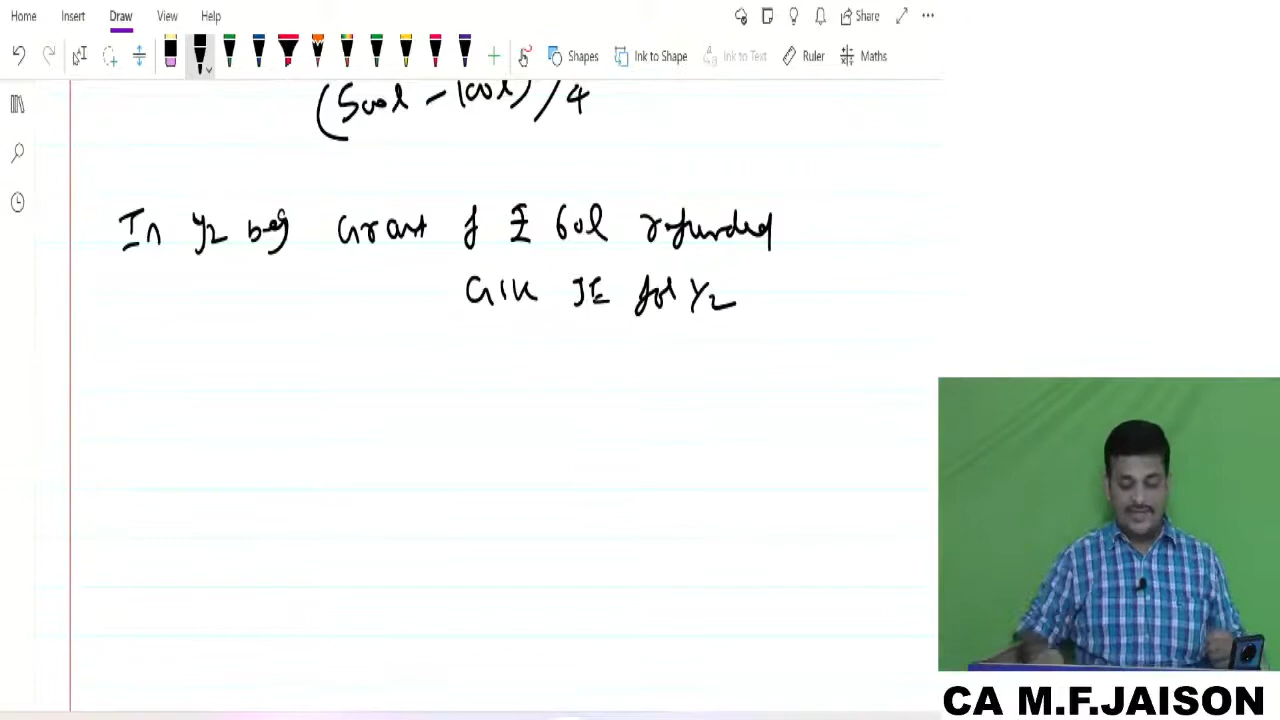 Home Insert Draw View Help Share
Shapes Ink to Shape Ink to Text Ruler Maths
(500l - 100l) / 4
In Y2 beg Grant of ₹ 60l refunded
Give JE for Y2
CA M.F.JAISON